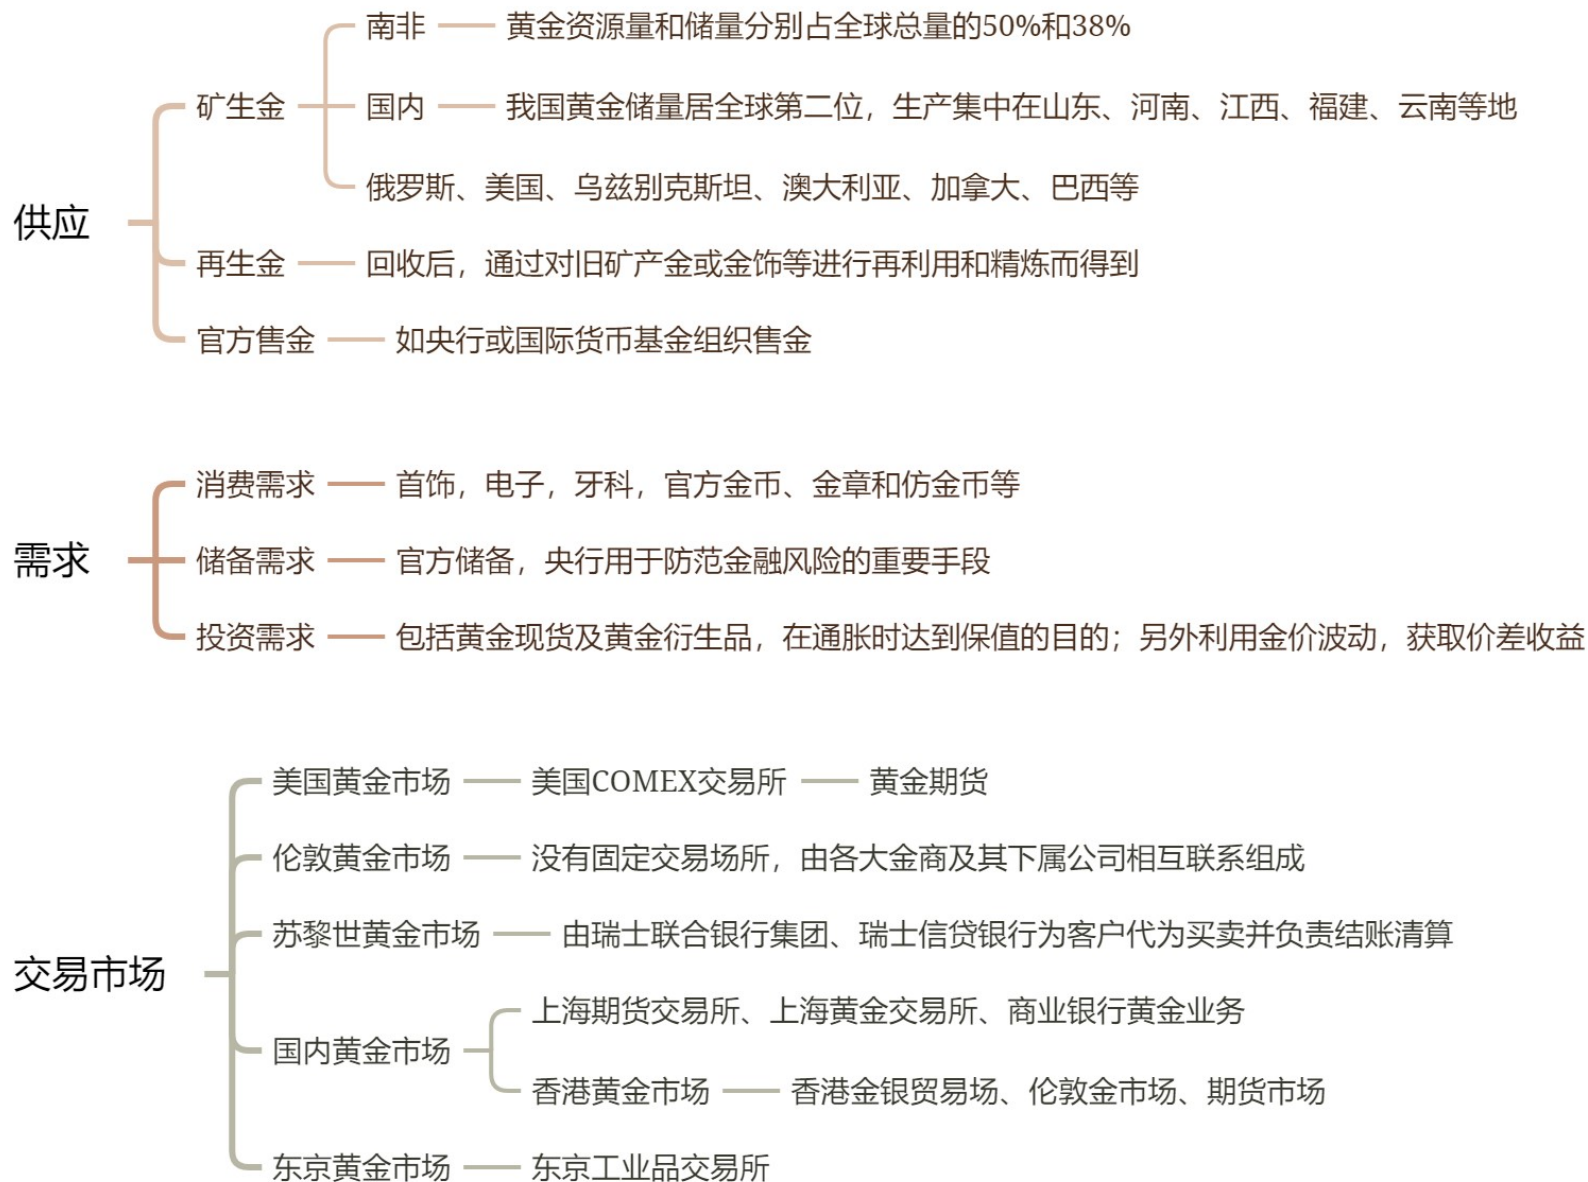 供应
矿生金
南非
黄金资源量和储量分别占全球总量的50%和38%
国内
我国黄金储量居全球第二位，生产集中在山东、河南、江西、福建、云南等地
俄罗斯、美国、乌兹别克斯坦、澳大利亚、加拿大、巴西等
再生金
回收后，通过对旧矿产金或金饰等进行再利用和精炼而得到
官方售金
如央行或国际货币基金组织售金
需求
消费需求
首饰，电子，牙科，官方金币、金章和仿金币等
储备需求
官方储备，央行用于防范金融风险的重要手段
投资需求
包括黄金现货及黄金衍生品，在通胀时达到保值的目的；另外利用金价波动，获取价差收益
交易市场
美国黄金市场
美国COMEX交易所
黄金期货
伦敦黄金市场
没有固定交易场所，由各大金商及其下属公司相互联系组成
苏黎世黄金市场
由瑞士联合银行集团、瑞士信贷银行为客户代为买卖并负责结账清算
国内黄金市场
上海期货交易所、上海黄金交易所、商业银行黄金业务
香港黄金市场
香港金银贸易场、伦敦金市场、期货市场
东京黄金市场
东京工业品交易所